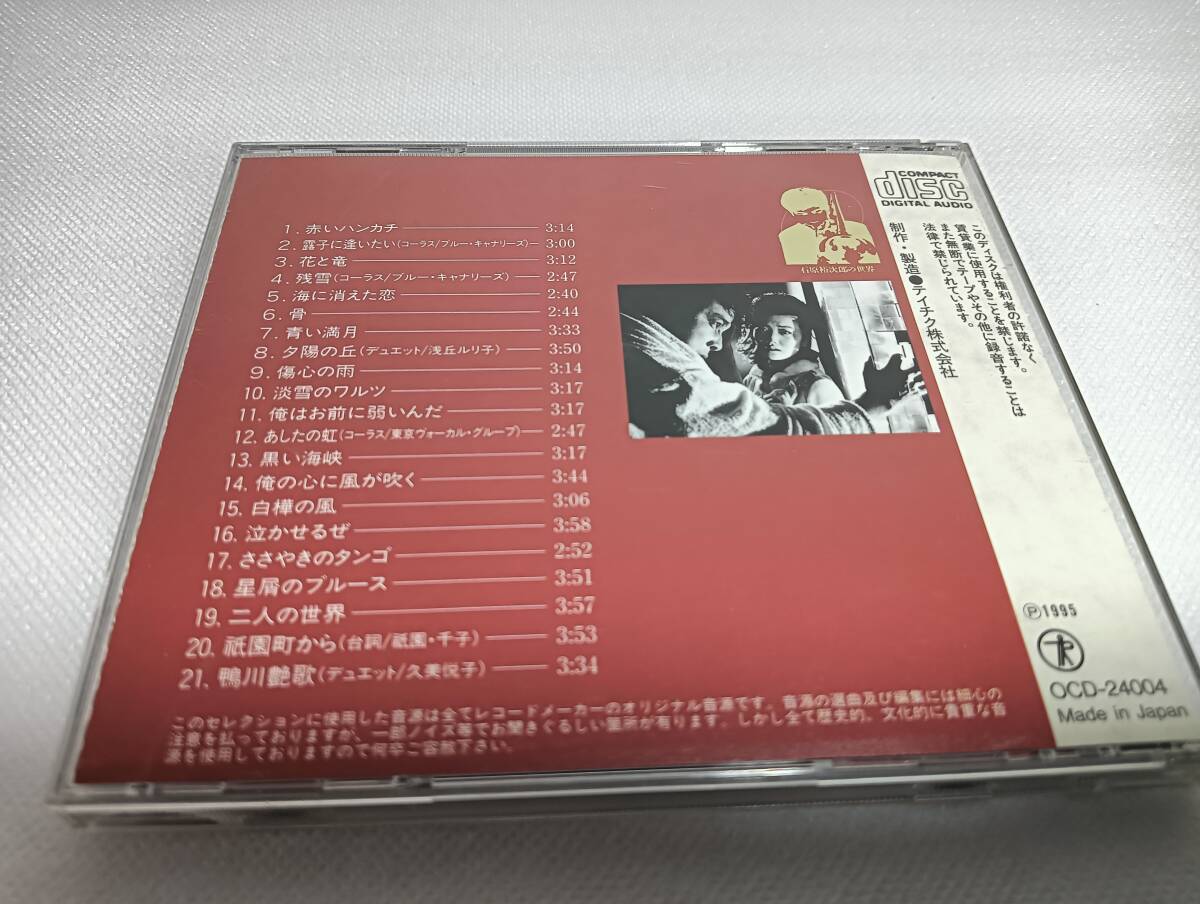 1. 赤いハンカチ 3:14
2. 露子に逢いたい(コーラス/ブルー・キャナリーズ) 3:00
3. 花と竜 3:12
4. 残雪(コーラス/ブルー・キャナリーズ) 2:47
5. 海に消えた恋 2:40
6. 骨 2:44
7. 青い満月 3:33
8. 夕陽の丘(デュエット/浅丘ルリ子) 3:50
9. 傷心の雨 3:14
10. 淡雪のワルツ 3:17
11. 俺はお前に弱いんだ 3:17
12. あしたの虹(コーラス/東京ヴォーカル・グループ) 2:47
13. 黒い海峡 3:17
14. 俺の心に風が吹く 3:44
15. 白樺の風 3:06
16. 泣かせるぜ 3:58
17. ささやきのタンゴ 2:52
18. 星屑のブルース 3:51
19. 二人の世界 3:57
20. 祇園町から(台詞/祇園・千子) 3:53
21. 鴨川艶歌(デュエット/久美悦子) 3:34
このセレクションに使用した音源は全てレコードメーカーのオリジナル音源です。音源の選曲及び編集には細心の
注意を払っておりますが、一部ノイズ等でお聞きぐるしい箇所が有ります。しかし全て歴史的、文化的に貴重な音
源を使用しておりますので何卒ご容赦下さい。
石原裕次郎の世界
COMPACT
disc
DIGITAL AUDIO
このディスクは権利者の許諾なく
賃貸業に使用することを禁じます。
また無断でテープやその他に録音することは
法律で禁じられています。
制作・製造●テイチク株式会社
Ⓟ1995
OCD-24004
Made in Japan